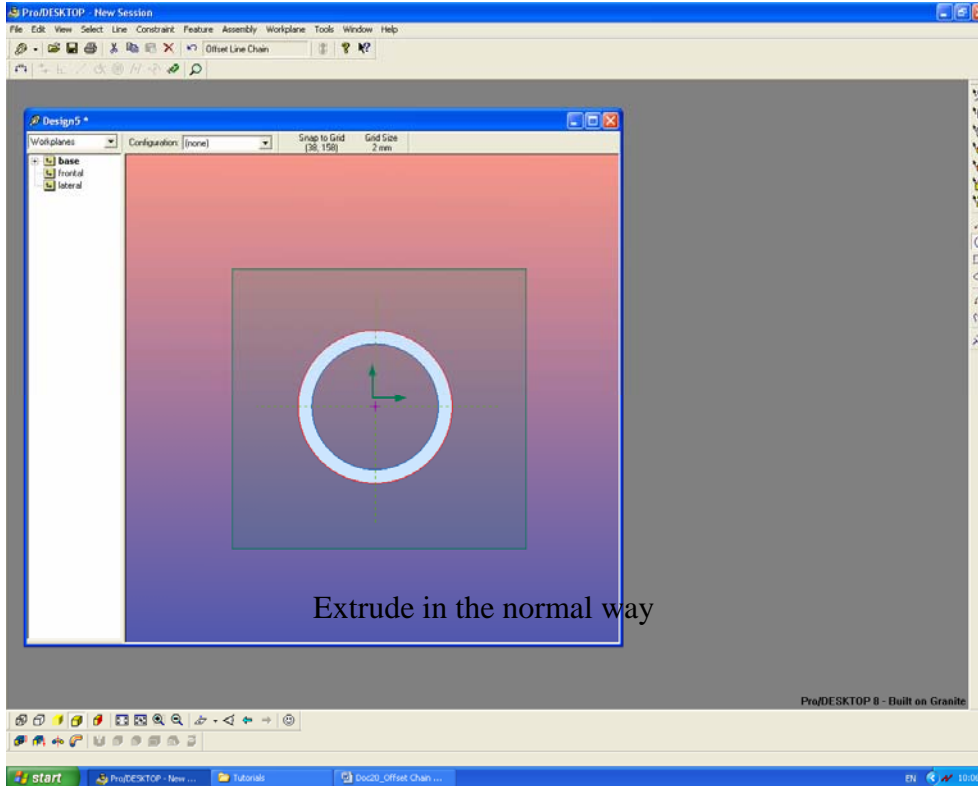 Pro/DESKTOP - New Session
File Edit View Select Line Constraint Feature Assembly Workplane Tools Window Help
Offset Line Chain
Design5 *
Workplanes Configuration: (none) Snap to Grid Grid Size
(38, 158) 2 mm
base
frontal
lateral
Extrude in the normal way
Pro/DESKTOP 8 - Built on Granite
start Pro/DESKTOP - New ... Tutorials Doc20_Offset Chain ... EN 10:06